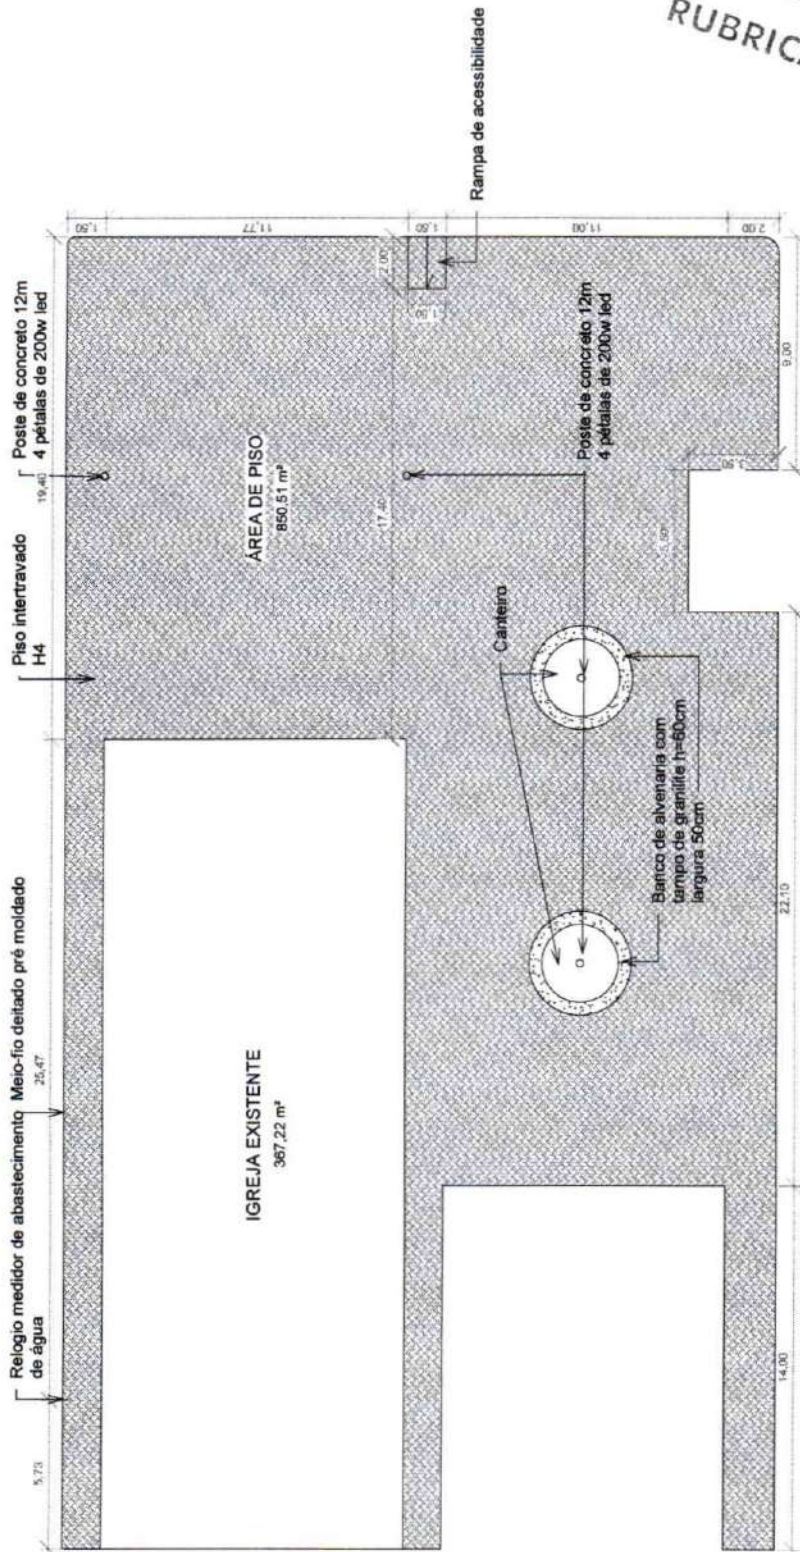 RUBRICA
Relogio medidor de abastecimento
de água
Meio-fio deitado pré moldado
Piso intertravado
H4
Poste de concreto 12m
4 pétalas de 200w led
5,73
25,47
19,40
1,50
11,77
1,50
11,00
2,00
2,00
1,50
Rampa de acessibilidade
ÁREA DE PISO
850,51 m²
17,40
IGREJA EXISTENTE
367,22 m²
Canteiro
Poste de concreto 12m
4 pétalas de 200w led
Banco de alvenaria com
tampo de granilite h=60cm
largura 50cm
14,00
22,10
9,00